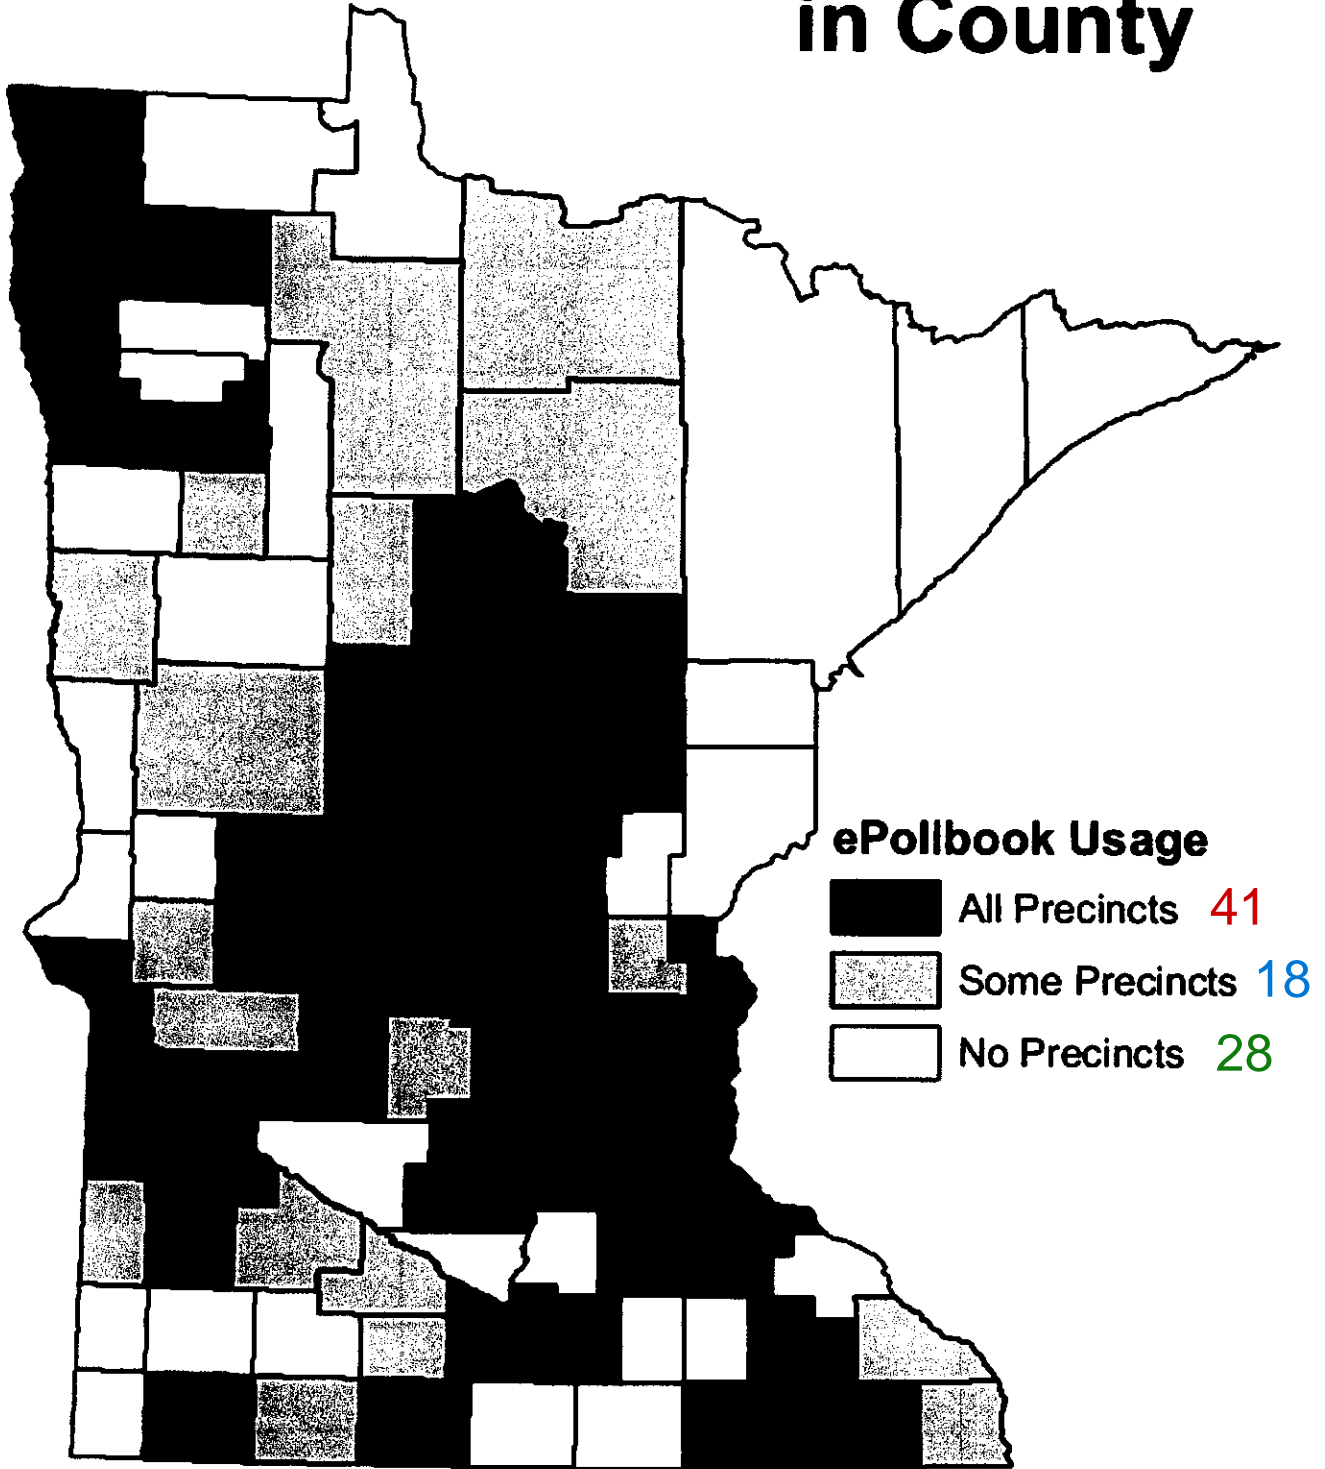 in County
ePollbook Usage
All Precincts 41
Some Precincts 18
No Precincts 28